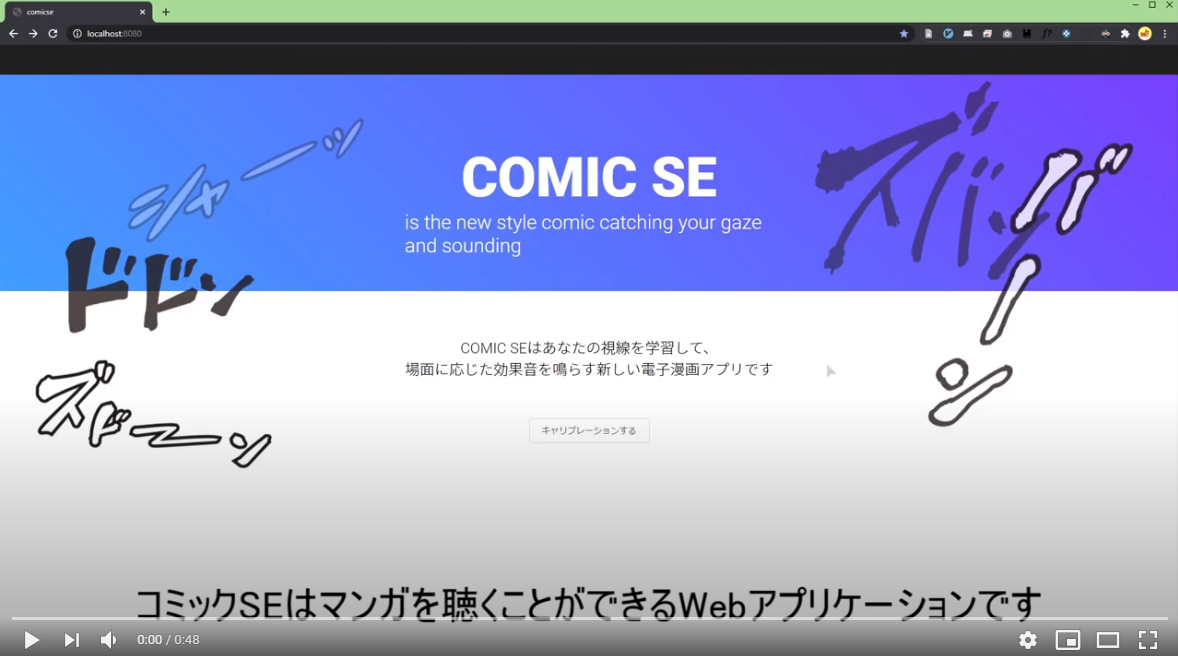 comicse
localhost:8080
シャーッ
ズバンッ
バーン
COMIC SE
is the new style comic catching your gaze
and sounding
ドドン
COMIC SEはあなたの視線を学習して、
場面に応じた効果音を鳴らす新しい電子漫画アプリです
ズドーン
キャリブレーションする
コミックSEはマンガを聴くことができるWebアプリケーションです
0:00 / 0:48